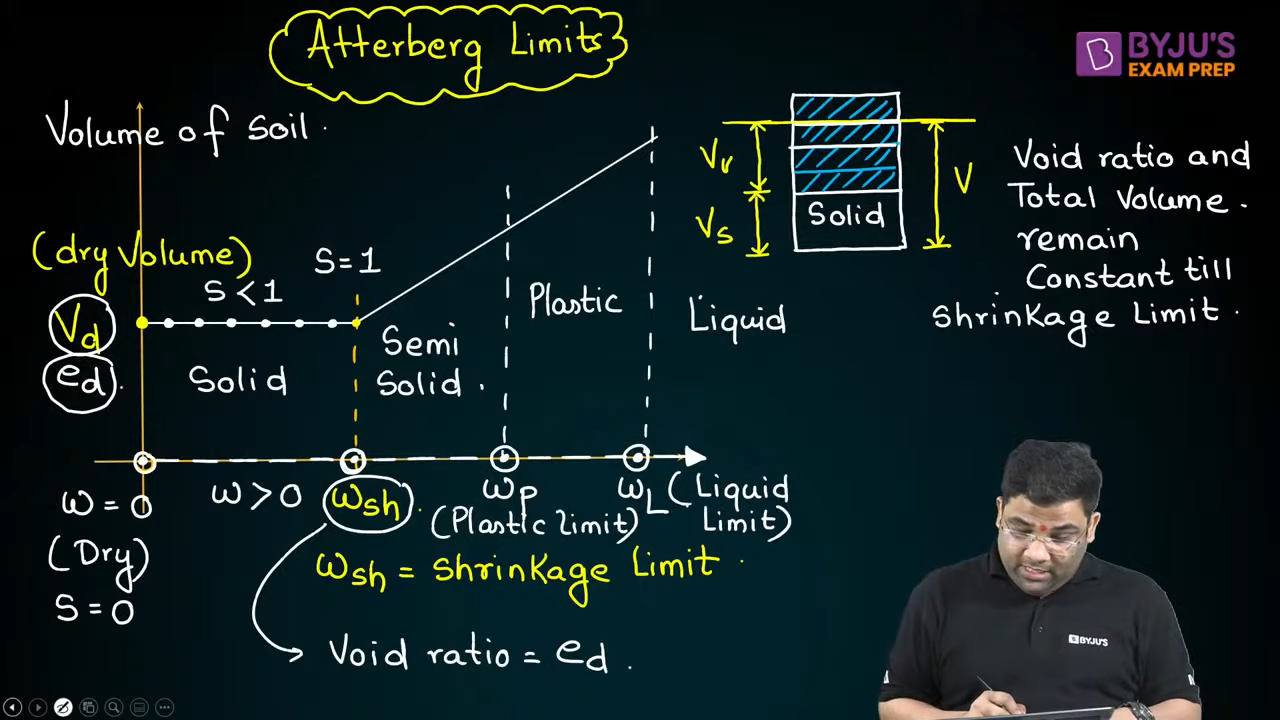 Atterberg Limits
BYJU'S
EXAM PREP
Volume of Soil.
(dry Volume)
S = 1
S < 1
Vd
ed
Solid
Semi
Solid.
Plastic
Liquid
Vv
Vs
V
Solid
Void ratio and
Total Volume.
remain
Constant till
Shrinkage Limit.
ω = 0
(Dry)
S = 0
ω > 0
ωsh.
ωP
(Plastic limit)
ωL (Liquid
Limit)
ωsh = Shrinkage Limit.
Void ratio = ed.
BYJU'S